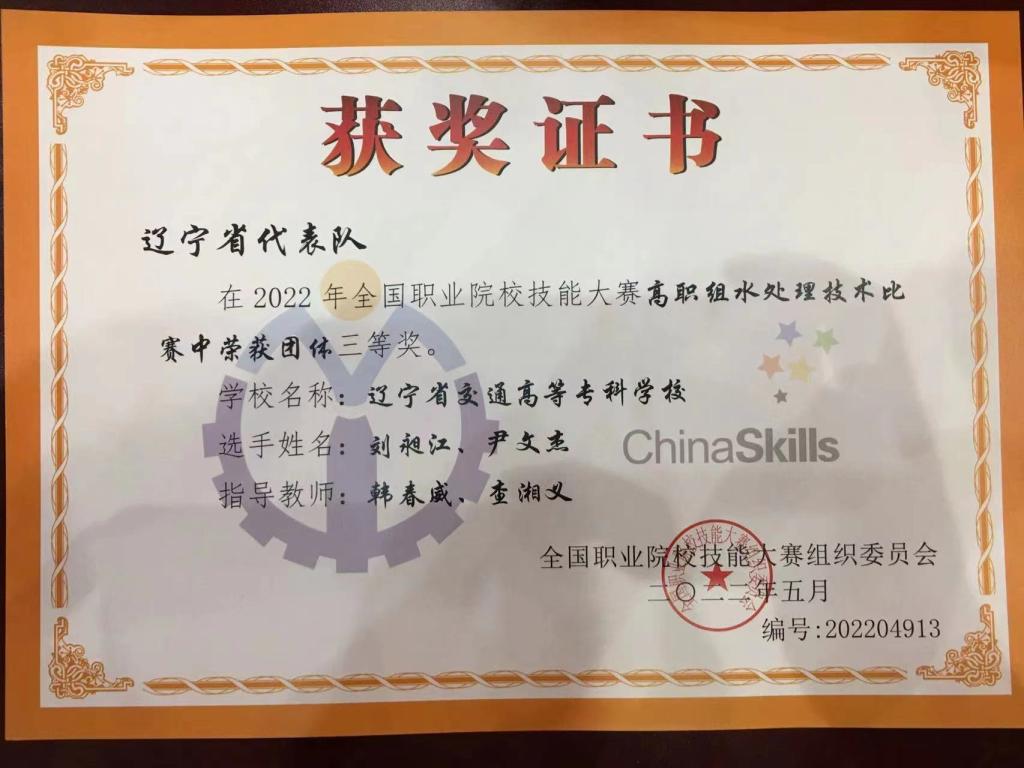 获奖证书
辽宁省代表队
在2022年全国职业院校技能大赛高职组水处理技术比
赛中荣获团体三等奖。
学校名称：辽宁省交通高等专科学校
选手姓名：刘昶江、尹文杰
指导教师：韩春威、查湘义
ChinaSkills
全国职业院校技能大赛组织委员会
二〇二二年五月
编号:202204913